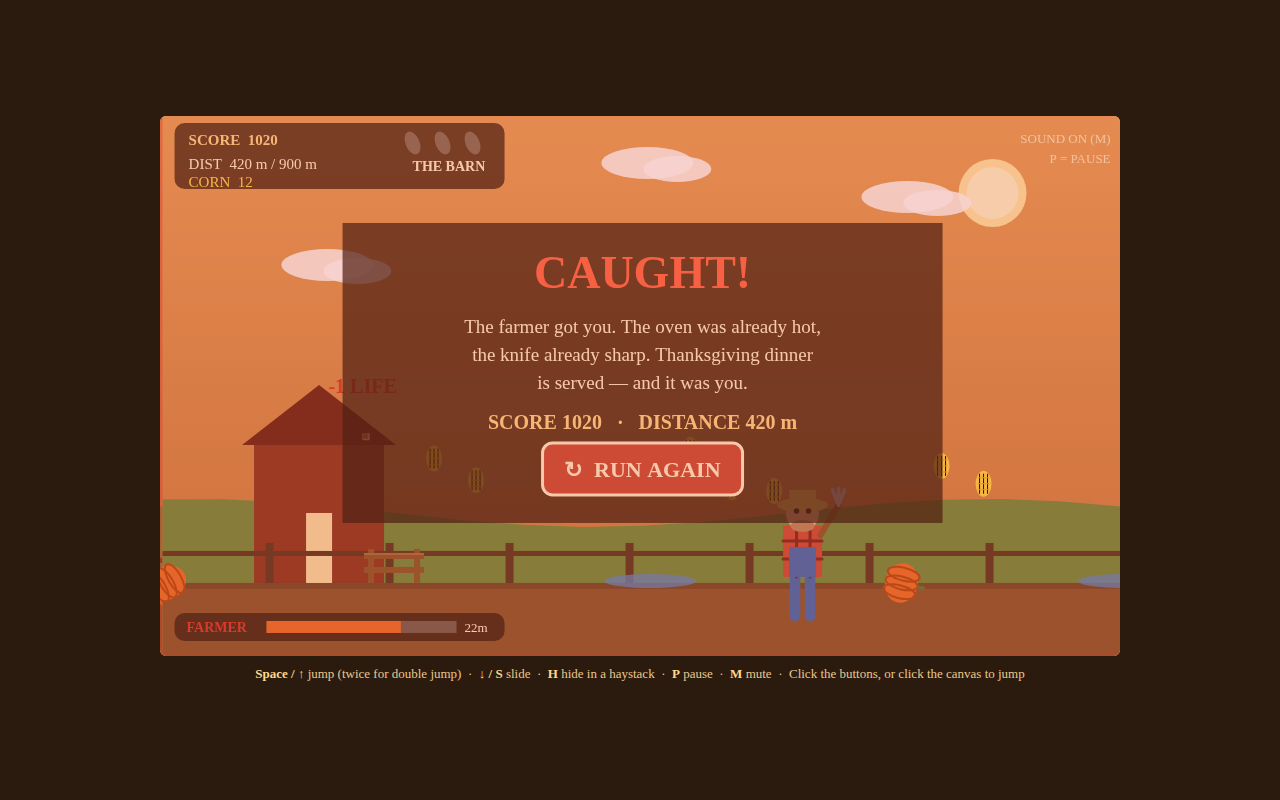 SCORE 1020
DIST 420 m / 900 m
THE BARN
CORN 12
SOUND ON (M)
P = PAUSE
CAUGHT!
The farmer got you. The oven was already hot,
the knife already sharp. Thanksgiving dinner
is served — and it was you.
-1 LIFE
SCORE 1020 · DISTANCE 420 m
↻ RUN AGAIN
FARMER 22m
Space / ↑ jump (twice for double jump) · ↓ / S slide · H hide in a haystack · P pause · M mute · Click the buttons, or click the canvas to jump